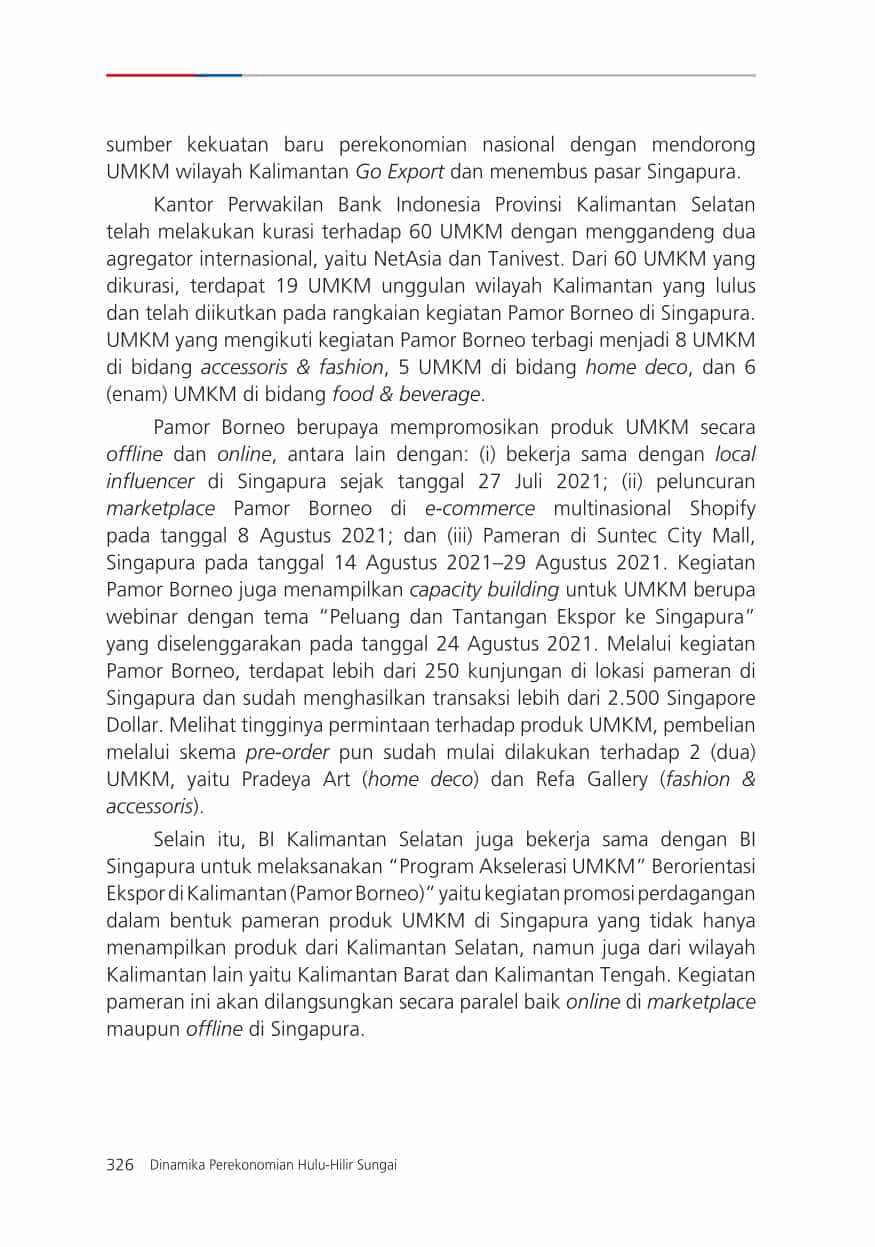 sumber kekuatan baru perekonomian nasional dengan mendorong
UMKM wilayah Kalimantan Go Export dan menembus pasar Singapura.
Kantor Perwakilan Bank Indonesia Provinsi Kalimantan Selatan
telah melakukan kurasi terhadap 60 UMKM dengan menggandeng dua
agregator internasional, yaitu NetAsia dan Tanivest. Dari 60 UMKM yang
dikurasi, terdapat 19 UMKM unggulan wilayah Kalimantan yang lulus
dan telah diikutkan pada rangkaian kegiatan Pamor Borneo di Singapura.
UMKM yang mengikuti kegiatan Pamor Borneo terbagi menjadi 8 UMKM
di bidang accessoris & fashion, 5 UMKM di bidang home deco, dan 6
(enam) UMKM di bidang food & beverage.
Pamor Borneo berupaya mempromosikan produk UMKM secara
offline dan online, antara lain dengan: (i) bekerja sama dengan local
influencer di Singapura sejak tanggal 27 Juli 2021; (ii) peluncuran
marketplace Pamor Borneo di e-commerce multinasional Shopify
pada tanggal 8 Agustus 2021; dan (iii) Pameran di Suntec City Mall,
Singapura pada tanggal 14 Agustus 2021–29 Agustus 2021. Kegiatan
Pamor Borneo juga menampilkan capacity building untuk UMKM berupa
webinar dengan tema “Peluang dan Tantangan Ekspor ke Singapura”
yang diselenggarakan pada tanggal 24 Agustus 2021. Melalui kegiatan
Pamor Borneo, terdapat lebih dari 250 kunjungan di lokasi pameran di
Singapura dan sudah menghasilkan transaksi lebih dari 2.500 Singapore
Dollar. Melihat tingginya permintaan terhadap produk UMKM, pembelian
melalui skema pre-order pun sudah mulai dilakukan terhadap 2 (dua)
UMKM, yaitu Pradeya Art (home deco) dan Refa Gallery (fashion &
accessoris).
Selain itu, BI Kalimantan Selatan juga bekerja sama dengan BI
Singapura untuk melaksanakan “Program Akselerasi UMKM” Berorientasi
Ekspor di Kalimantan (Pamor Borneo)” yaitu kegiatan promosi perdagangan
dalam bentuk pameran produk UMKM di Singapura yang tidak hanya
menampilkan produk dari Kalimantan Selatan, namun juga dari wilayah
Kalimantan lain yaitu Kalimantan Barat dan Kalimantan Tengah. Kegiatan
pameran ini akan dilangsungkan secara paralel baik online di marketplace
maupun offline di Singapura.
326 Dinamika Perekonomian Hulu-Hilir Sungai